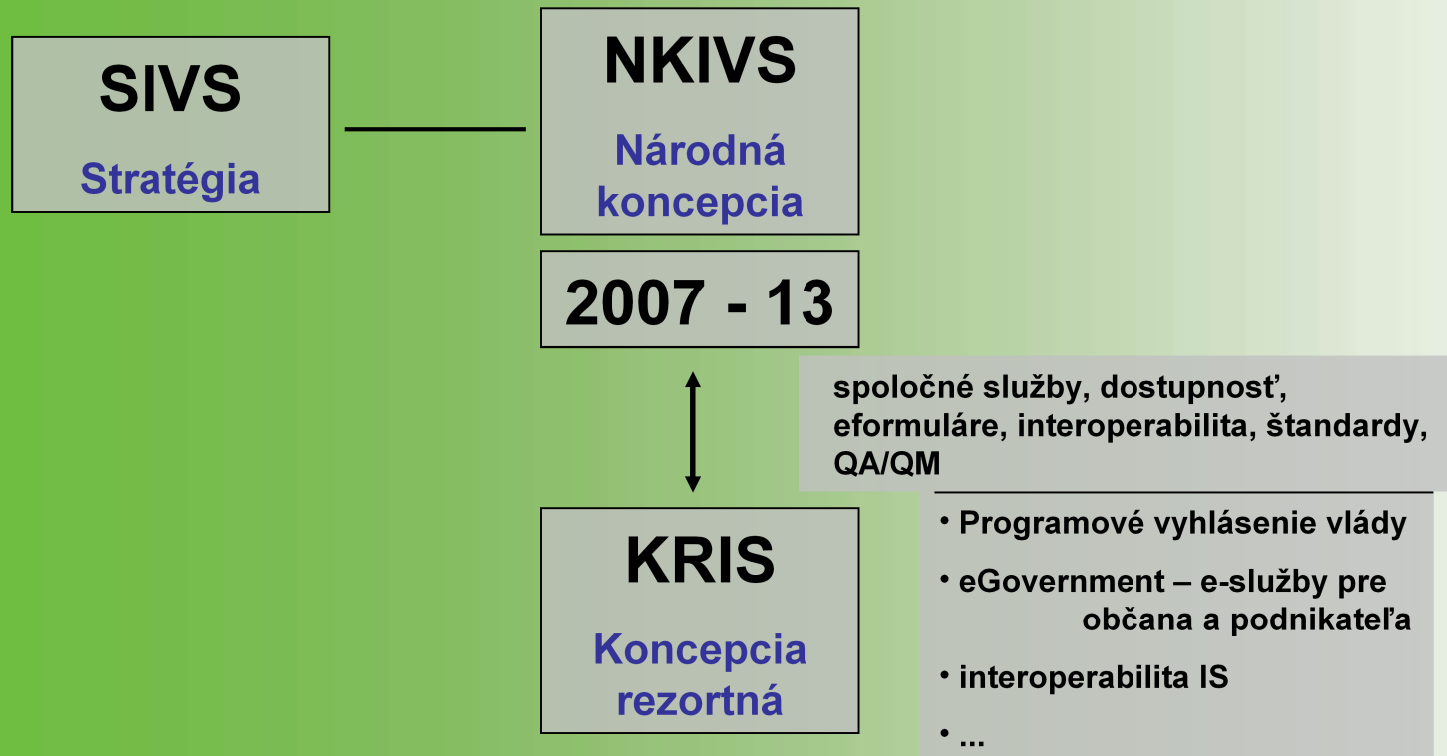 SIVS
Stratégia
NKIVS
Národná
koncepcia
2007 - 13
spoločné služby, dostupnosť,
eformuláre, interoperabilita, štandardy,
QA/QM
KRIS
Koncepcia
rezortná
• Programové vyhlásenie vlády
• eGovernment – e-služby pre
občana a podnikateľa
• interoperabilita IS
• ...